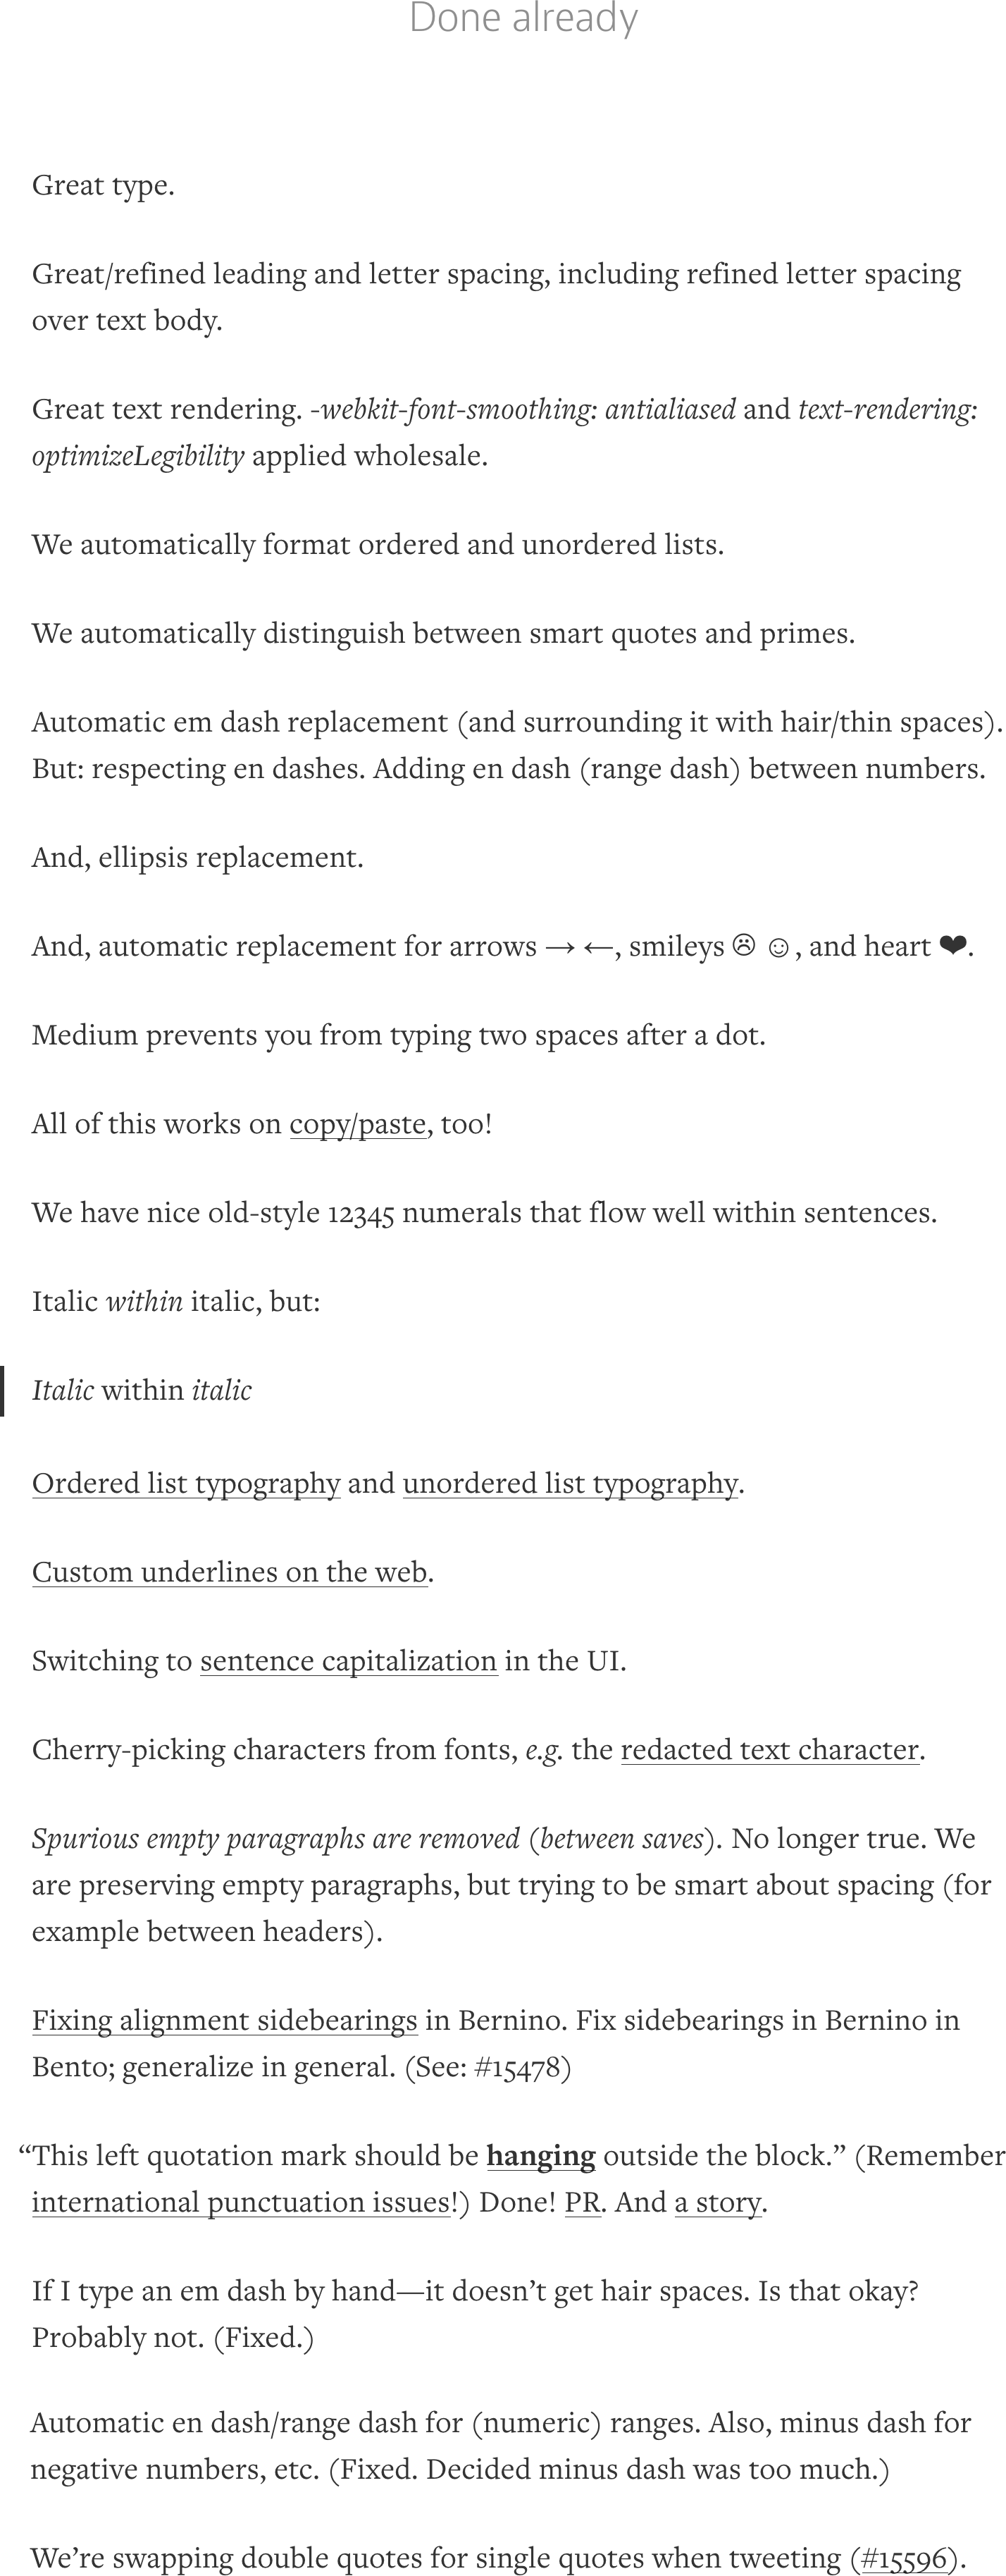 Done already
Great type.
Great/refined leading and letter spacing, including refined letter spacing
over text body.
Great text rendering. -webkit-font-smoothing: antialiased and text-rendering:
optimizeLegibility applied wholesale.
We automatically format ordered and unordered lists.
We automatically distinguish between smart quotes and primes.
Automatic em dash replacement (and surrounding it with hair/thin spaces).
But: respecting en dashes. Adding en dash (range dash) between numbers.
And, ellipsis replacement.
And, automatic replacement for arrows → ←, smileys ☹ ☺, and heart ❤.
Medium prevents you from typing two spaces after a dot.
All of this works on copy/paste, too!
We have nice old-style 12345 numerals that flow well within sentences.
Italic within italic, but:
Italic within italic
Ordered list typography and unordered list typography.
Custom underlines on the web.
Switching to sentence capitalization in the UI.
Cherry-picking characters from fonts, e.g. the redacted text character.
Spurious empty paragraphs are removed (between saves). No longer true. We
are preserving empty paragraphs, but trying to be smart about spacing (for
example between headers).
Fixing alignment sidebearings in Bernino. Fix sidebearings in Bernino in
Bento; generalize in general. (See: #15478)
“This left quotation mark should be hanging outside the block.” (Remember
international punctuation issues!) Done! PR. And a story.
If I type an em dash by hand—it doesn’t get hair spaces. Is that okay?
Probably not. (Fixed.)
Automatic en dash/range dash for (numeric) ranges. Also, minus dash for
negative numbers, etc. (Fixed. Decided minus dash was too much.)
We’re swapping double quotes for single quotes when tweeting (#15596).